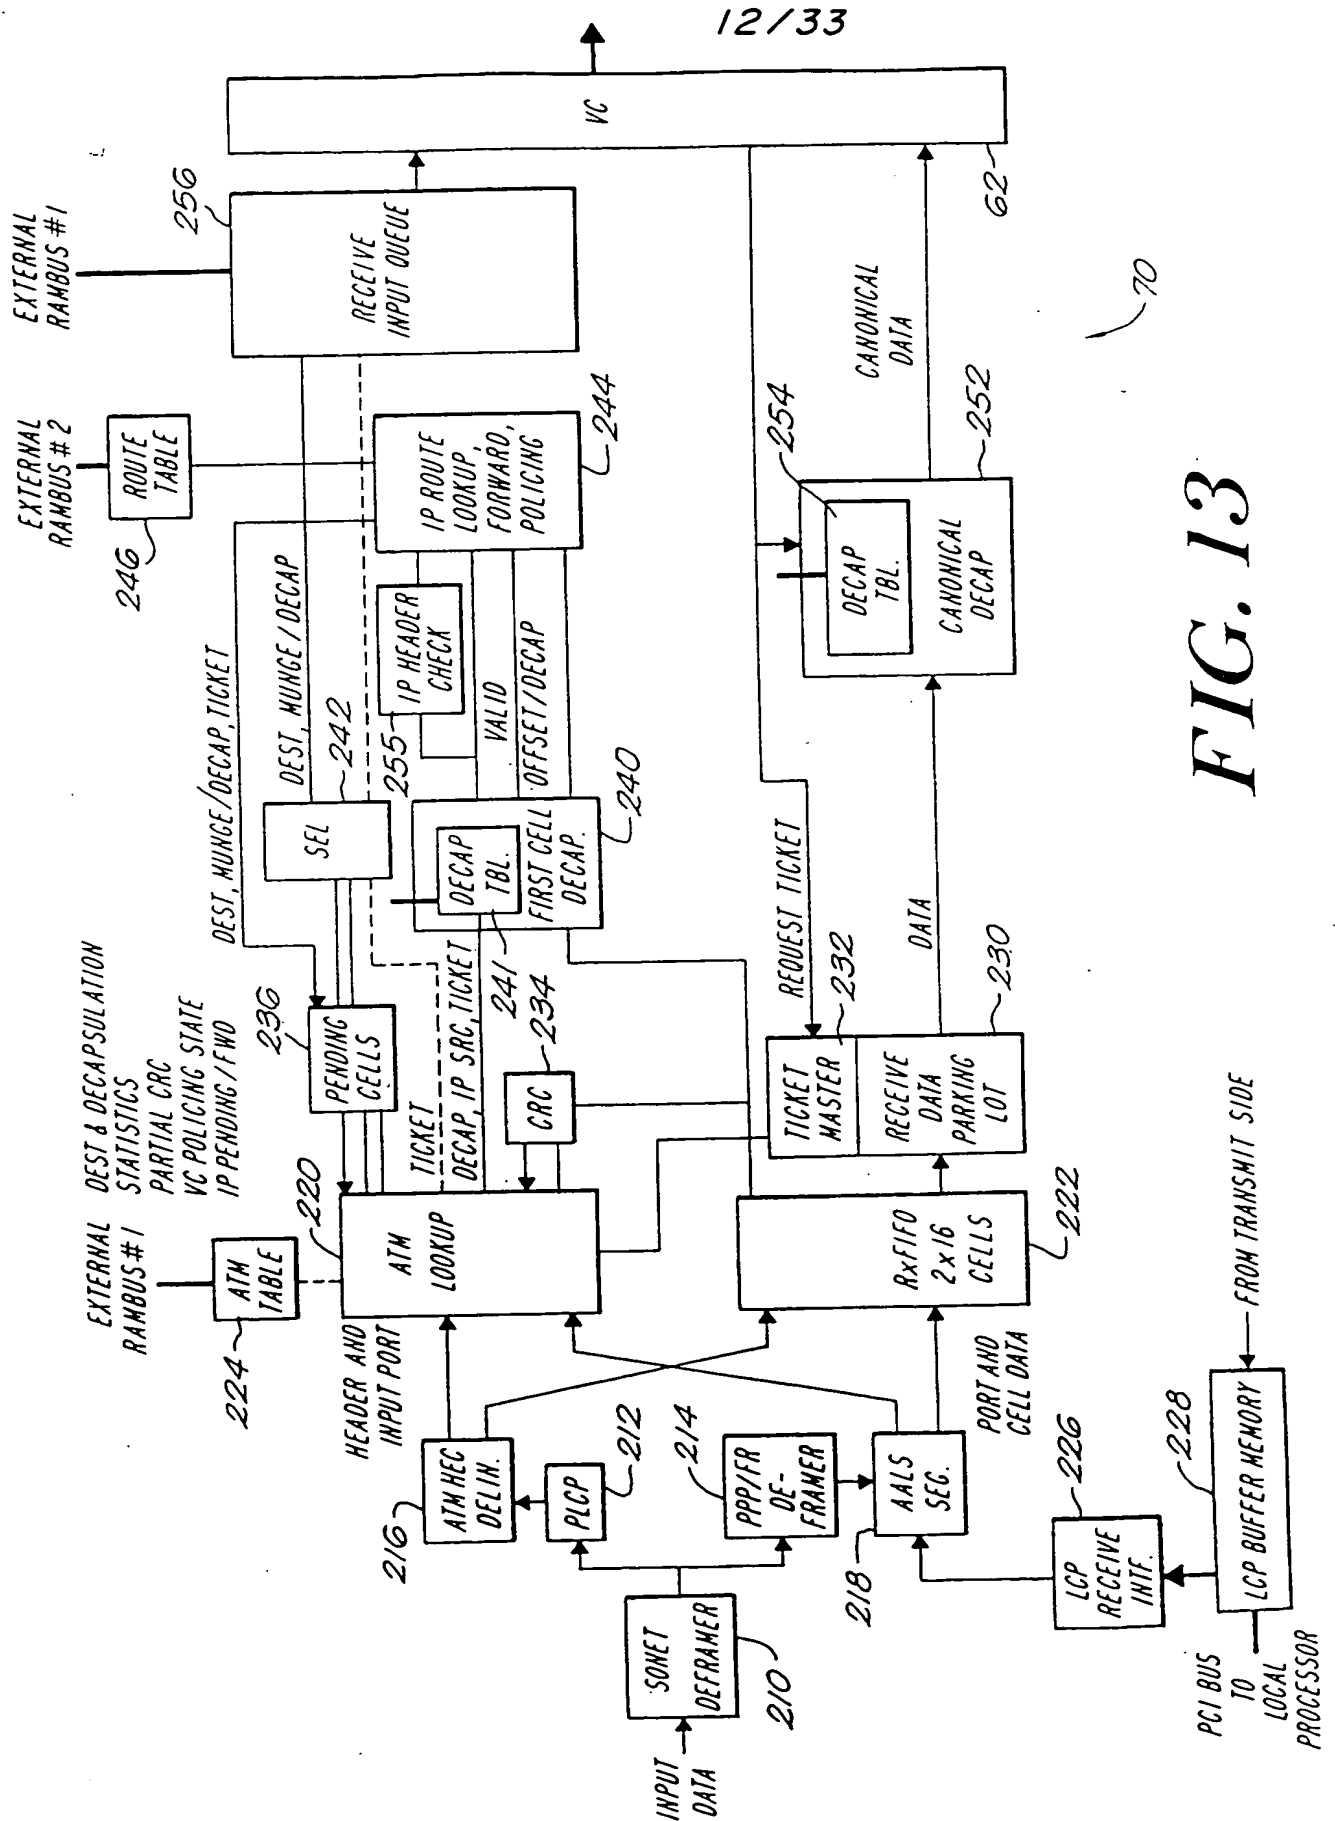 12/33
EXTERNAL
RAMBUS #1
DEST & DECAPSULATION
STATISTICS
PARTIAL CRC
VC POLICING STATE
IP PENDING/FWD
EXTERNAL
RAMBUS # 2
EXTERNAL
RAMBUS #1
224
ATM
TABLE
220
236
PENDING
CELLS
DEST, MUNGE/DECAP,TICKET
DEST, MUNGE/DECAP
SEL
242
246
ROUTE
TABLE
256
RECEIVE
INPUT QUEUE
VC
62
HEADER AND
INPUT PORT
ATM
LOOKUP
TICKET
DECAP, IP SRC,TICKET
CRC
234
241
DECAP
TBL.
FIRST CELL
DECAP.
240
255
IP HEADER
CHECK
VALID
OFFSET/DECAP
IP ROUTE
LOOKUP,
FORWARD,
POLICING
244
216
ATM HEC
DELIN.
PLCP
212
INPUT
DATA
SONET
DEFRAMER
210
PPP/FR
DE-
FRAMER
214
AALS
SEG.
218
PORT AND
CELL DATA
RxFIFO
2x16
CELLS
222
TICKET
MASTER
232
RECEIVE
DATA
PARKING
LOT
230
REQUEST TICKET
DATA
DECAP
TBL.
254
CANONICAL
DECAP
252
CANONICAL
DATA
70
LCP
RECEIVE
INTF.
226
LCP BUFFER MEMORY
228
FROM TRANSMIT SIDE
PCI BUS
TO
LOCAL
PROCESSOR
FIG. 13